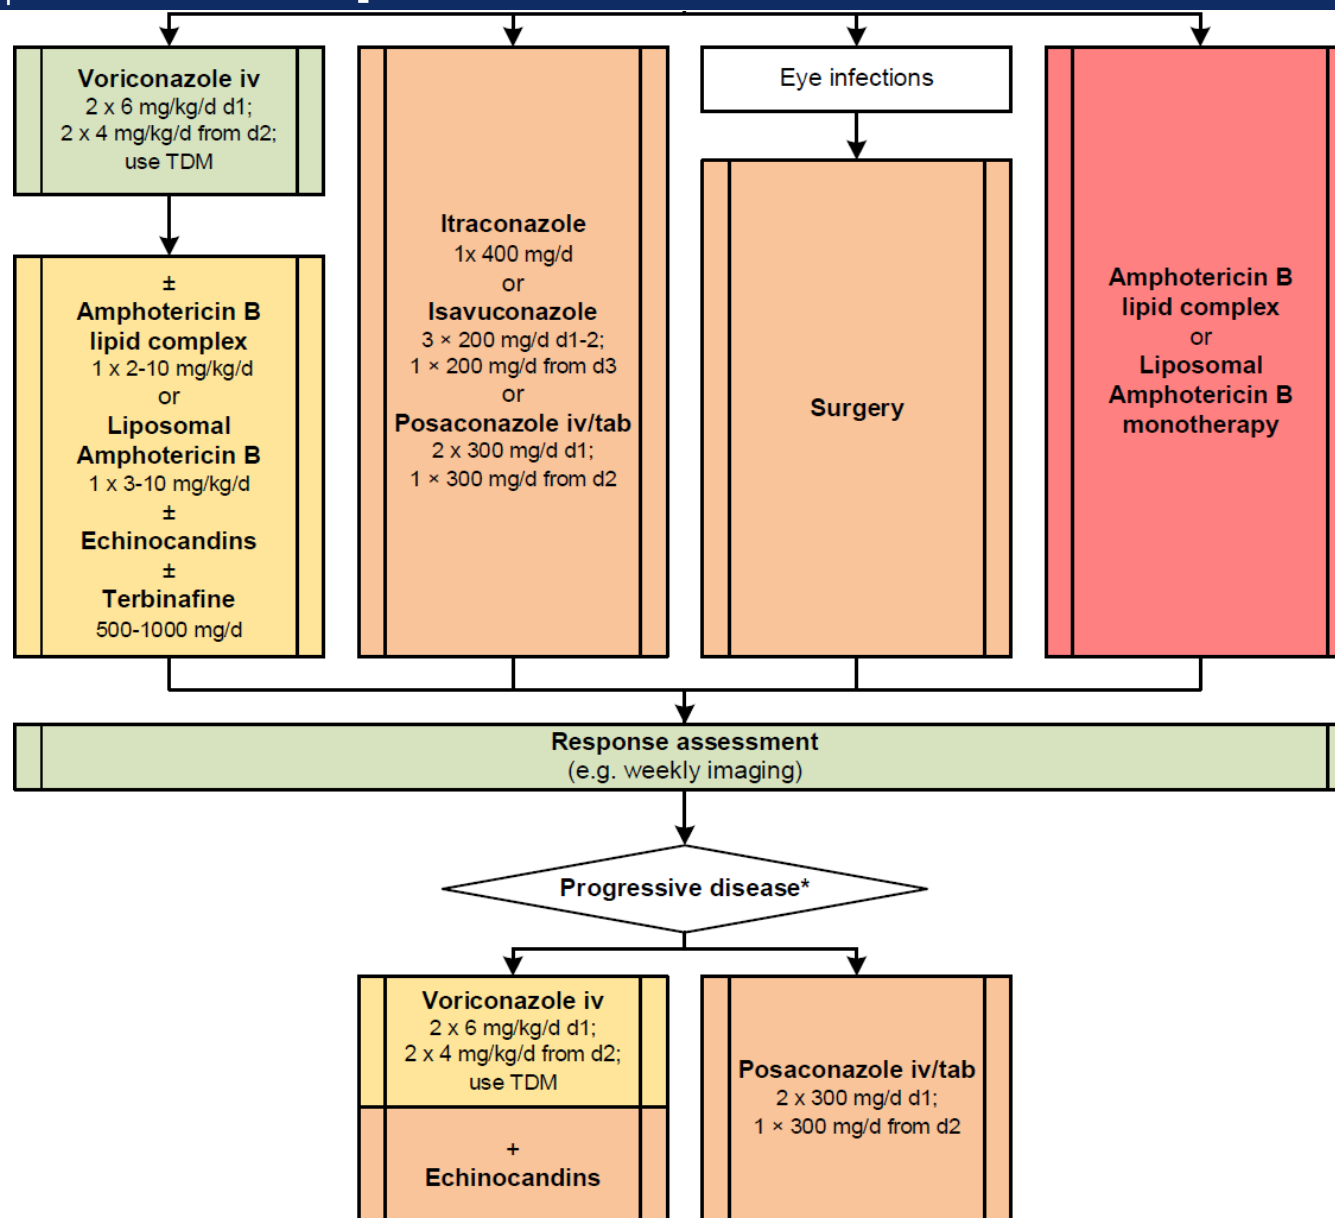 Voriconazole iv
2 x 6 mg/kg/d d1;
2 x 4 mg/kg/d from d2;
use TDM
±
Amphotericin B
lipid complex
1 x 2-10 mg/kg/d
or
Liposomal
Amphotericin B
1 x 3-10 mg/kg/d
±
Echinocandins
±
Terbinafine
500-1000 mg/d
Itraconazole
1x 400 mg/d
or
Isavuconazole
3 × 200 mg/d d1-2;
1 × 200 mg/d from d3
or
Posaconazole iv/tab
2 x 300 mg/d d1;
1 × 300 mg/d from d2
Eye infections
Surgery
Amphotericin B
lipid complex
or
Liposomal
Amphotericin B
monotherapy
Response assessment
(e.g. weekly imaging)
Progressive disease*
Voriconazole iv
2 x 6 mg/kg/d d1;
2 x 4 mg/kg/d from d2;
use TDM
+
Echinocandins
Posaconazole iv/tab
2 x 300 mg/d d1;
1 × 300 mg/d from d2